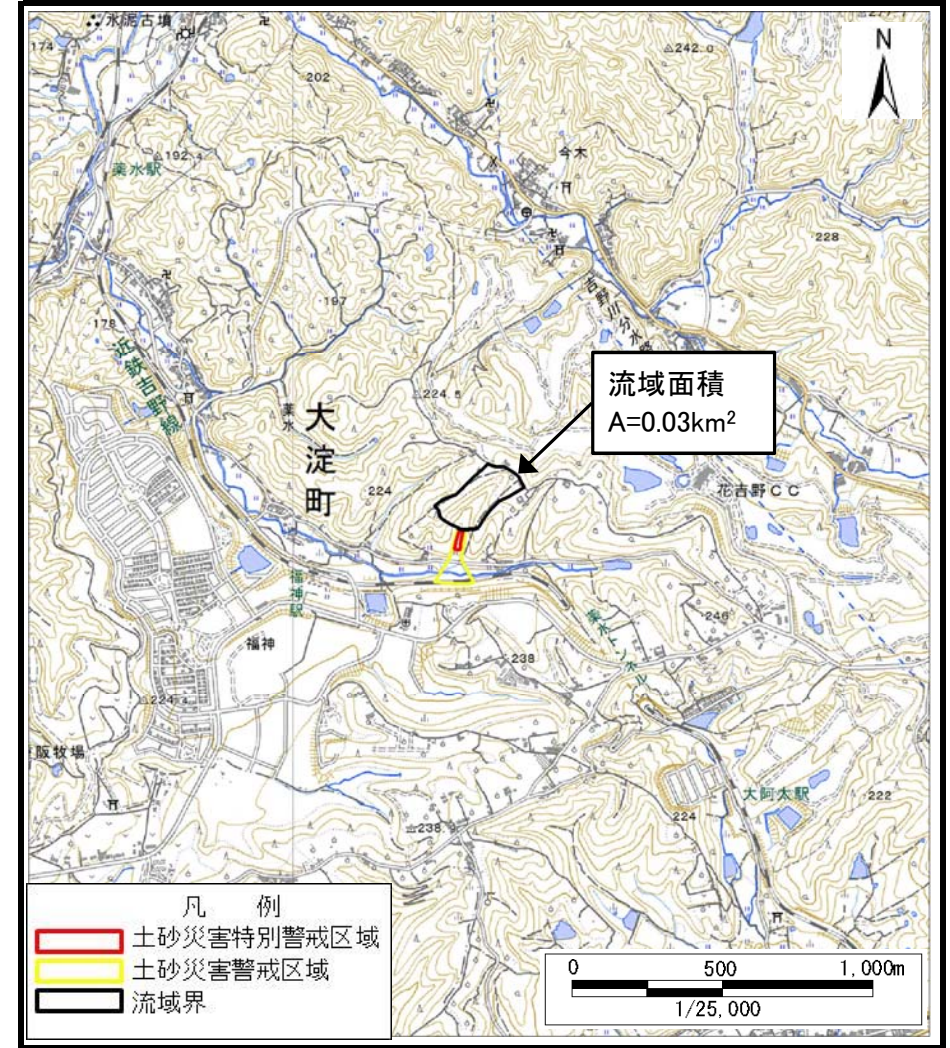 水泥古墳
174
242.0
N
202
今木
192.4
薬水駅
228
197
吉野川分水路
178
近鉄吉野線
流域面積
A=0.03km²
224.5
薬水
大淀町
224
花吉野CC
福神駅
246
薬水トンネル
福神
238
224.4
阪牧場
大阿太駅
222
224
238.9
凡 例
土砂災害特別警戒区域
土砂災害警戒区域
流域界
0 500 1,000m
1/25,000